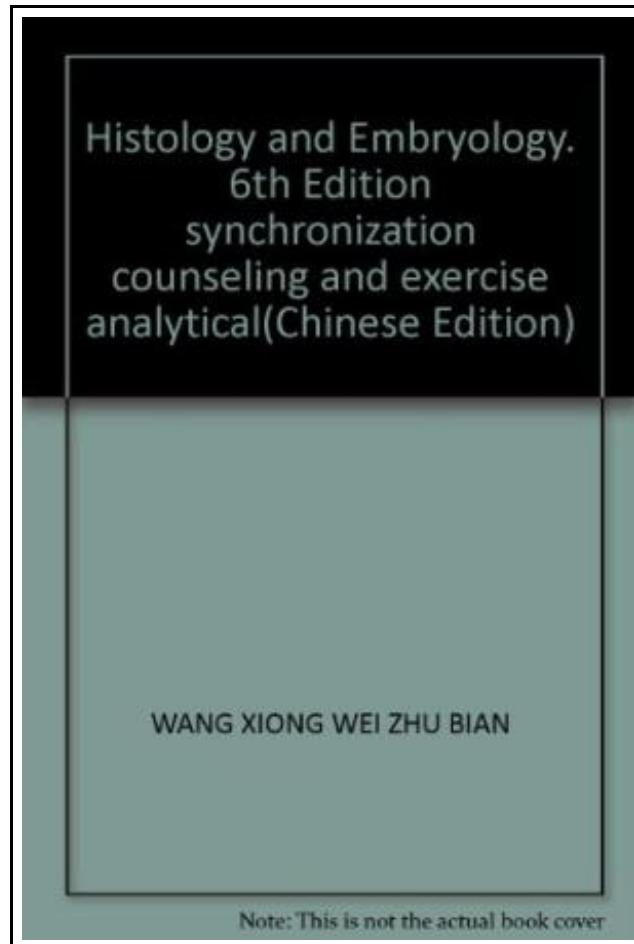 Histology and Embryology.
6th Edition
synchronization
counseling and exercise
analytical(Chinese Edition)
WANG XIONG WEI ZHU BIAN
Note: This is not the actual book cover